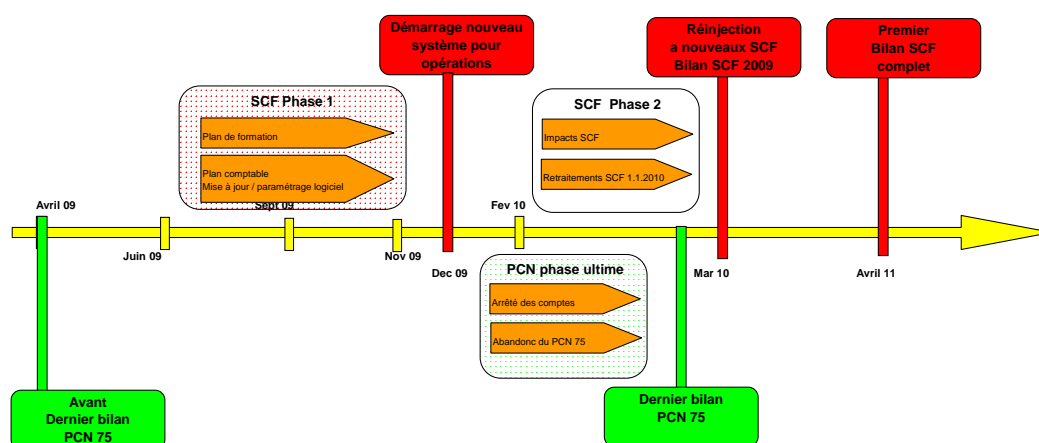 Démarrage nouveau
système pour
opérations
Réinjection
a nouveaux SCF
Bilan SCF 2009
Premier
Bilan SCF
complet
SCF Phase 1
Plan de formation
Plan comptable
Mise à jour / paramétrage logiciel
SCF Phase 2
Impacts SCF
Retraitements SCF 1.1.2010
Avril 09
Sept 09
Fev 10
Juin 09
Nov 09
Dec 09
Mar 10
Avril 11
PCN phase ultime
Arrêté des comptes
Abandonc du PCN 75
Avant
Dernier bilan
PCN 75
Dernier bilan
PCN 75